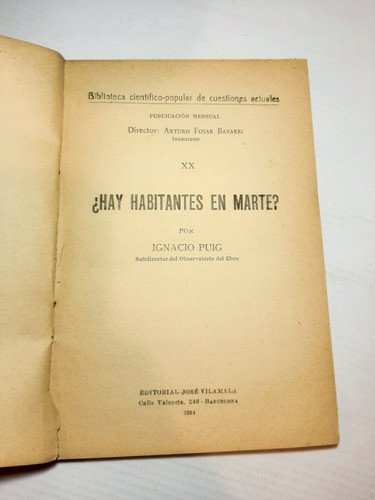 Biblioteca científico-popular de cuestiones actuales
PUBLICACIÓN MENSUAL
Director: ARTURO FOSAR BAYARRI
INGENIERO
XX
¿HAY HABITANTES EN MARTE?
POR
IGNACIO PUIG
Subdirector del Observatorio del Ebro
EDITORIAL JOSÉ VILAMALA
Calle Valencia, 246 - BARCELONA
1934